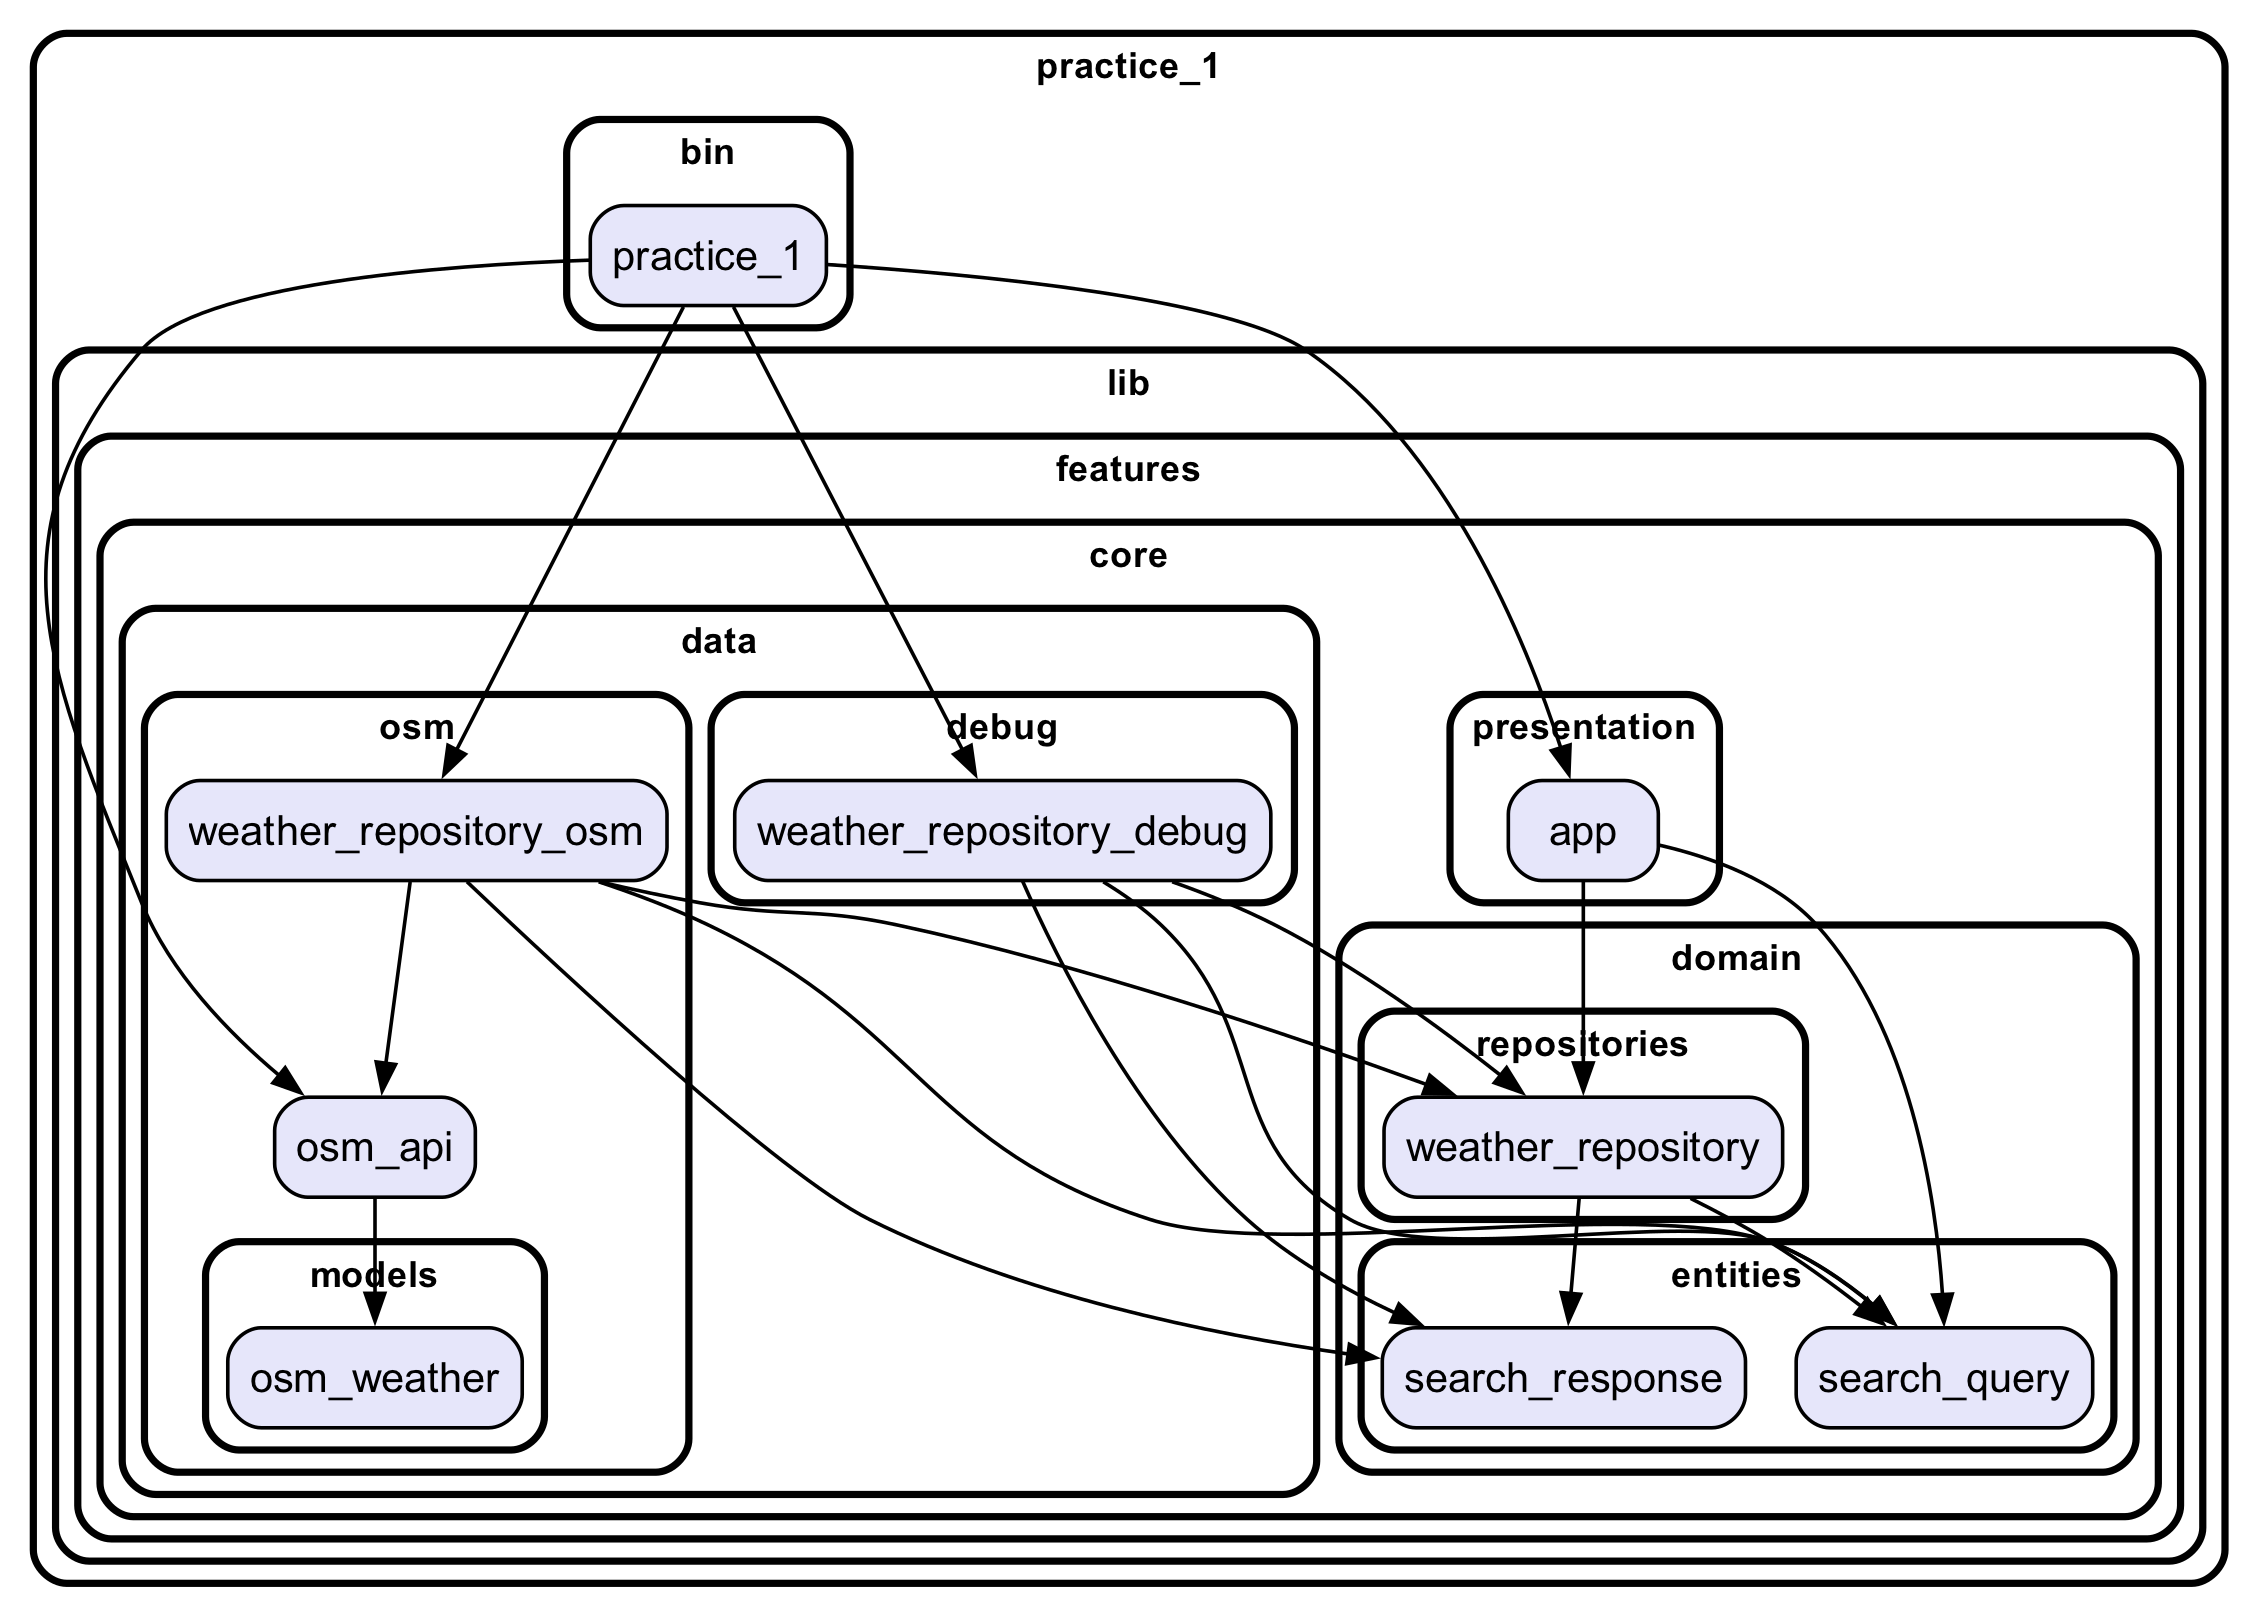 practice_1
bin
practice_1
lib
features
core
data
osm
debug
presentation
weather_repository_osm
weather_repository_debug
app
domain
repositories
osm_api
weather_repository
models
entities
osm_weather
search_response
search_query